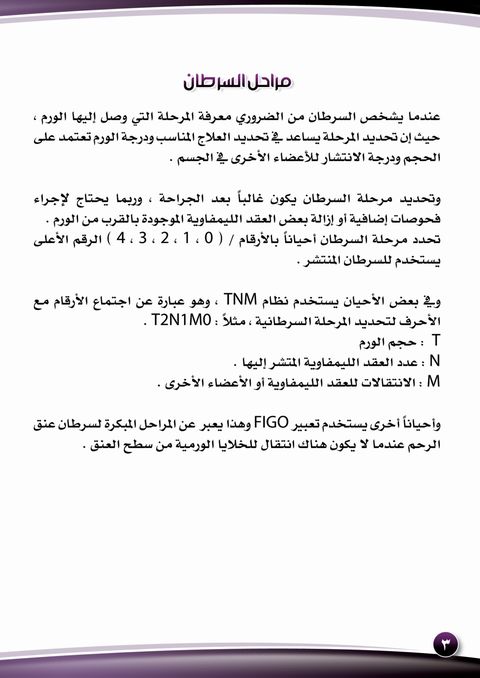 مراحل السرطان
عندما يشخص السرطان من الضروري معرفة المرحلة التي وصل إليها الورم ،
حيث إن تحديد المرحلة يساعد في تحديد العلاج المناسب ودرجة الورم تعتمد على
الحجم ودرجة الانتشار للأعضاء الأخرى في الجسم .
وتحديد مرحلة السرطان يكون غالباً بعد الجراحة ، وربما يحتاج لإجراء
فحوصات إضافية أو إزالة بعض العقد الليمفاوية الموجودة بالقرب من الورم .
تحدد مرحلة السرطان أحياناً بالأرقام / ( 0 ، 1 ، 2 ، 3 ، 4 ) الرقم الأعلى
يستخدم للسرطان المنتشر .
وفي بعض الأحيان يستخدم نظام TNM ، وهو عبارة عن اجتماع الأرقام مع
الأحرف لتحديد المرحلة السرطانية ، مثلاً : T2N1M0 .
T : حجم الورم
N : عدد العقد الليمفاوية المتشر إليها .
M : الانتقالات للعقد الليمفاوية أو الأعضاء الأخرى .
وأحياناً أخرى يستخدم تعبير FIGO وهذا يعبر عن المراحل المبكرة لسرطان عنق
الرحم عندما لا يكون هناك انتقال للخلايا الورمية من سطح العنق .
٣